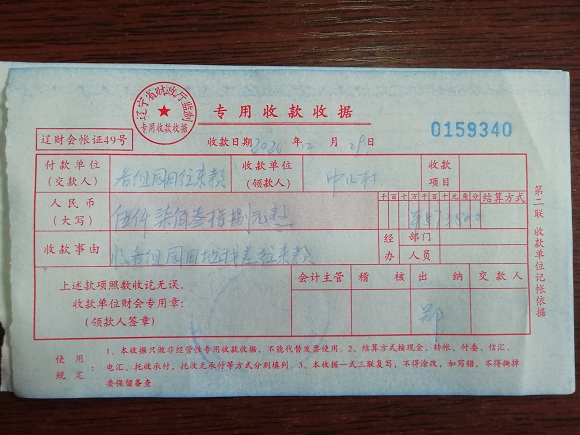 辽宁省财政厅监制
专用收款收据
专用收款收据
0159340
辽财会帐证49号
收款日期 2020 年 2 月 29 日
付款单位
(交款人)
收款单位
(领款人)
收款
项目
人民币
(大写)
伍仟柒佰叁拾
元
千百十万千百十元角分
结算方式
收款事由
经办
部门
人员
上述款项照数收讫无误。
收款单位财会专用章:
(领款人签章)
会计主管
稽核
出纳
交款人
郑
第二联 收款单位记帐依据
使用规定:
1、本收据只做非经营性专用收款收据,不能代替发票使用。2、结算方式按现金、转帐、付委、信汇、
电汇、托收承付、托收无承付等方式分别填列。3、本收据一式三联复写,不得涂改,如写错,不得撕掉
要保留备查